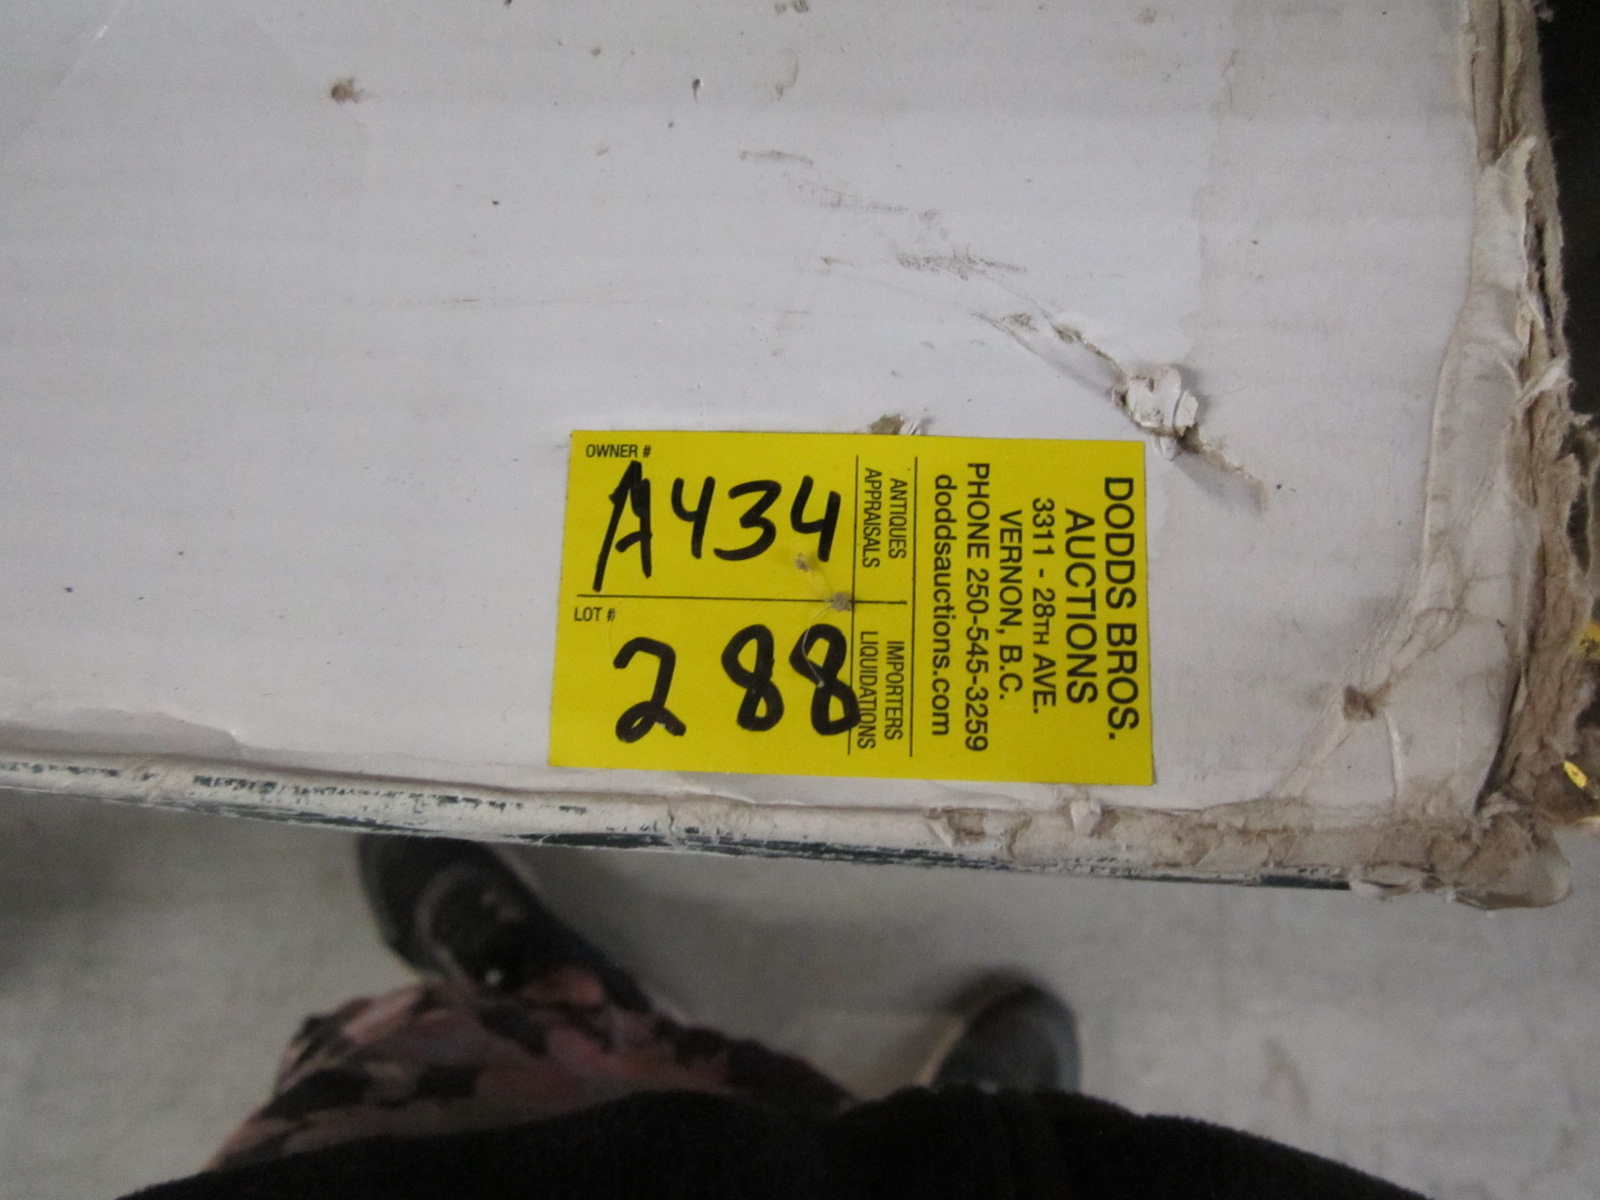 OWNER #
A434
LOT #
288
ANTIQUES
APPRAISALS
IMPORTERS
LIQUIDATIONS
DODDS BROS.
AUCTIONS
3311 - 28TH AVE.
VERNON, B.C.
PHONE 250-545-3259
doddsauctions.com